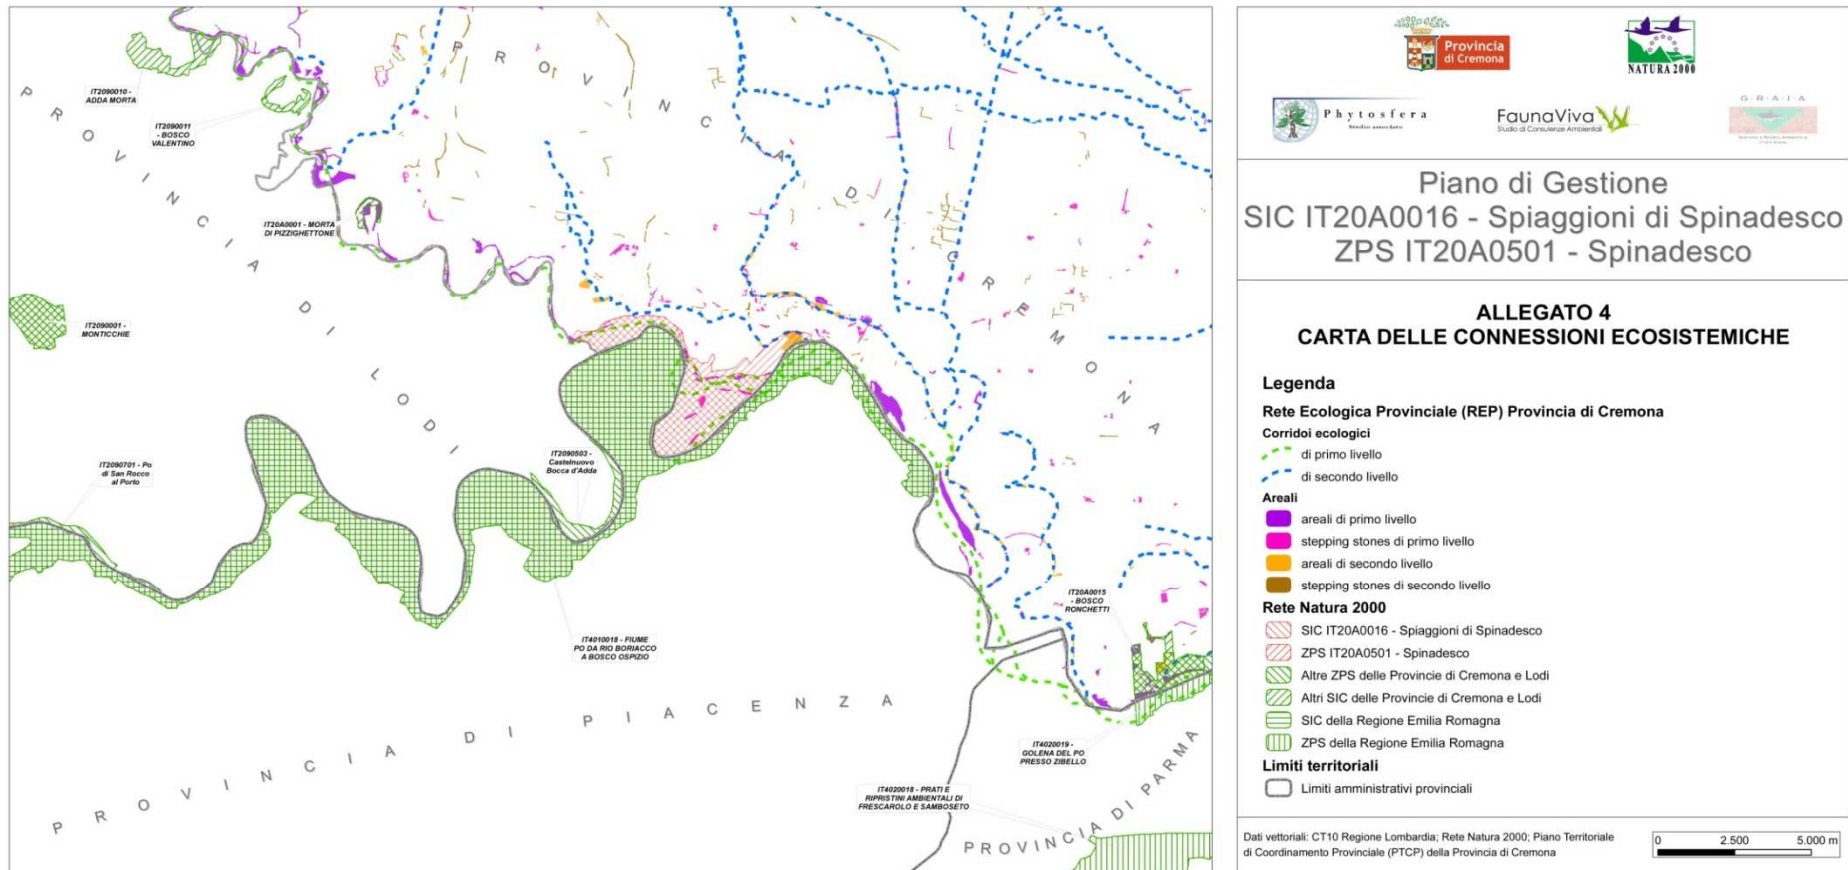 IT2090010 -
ADDA MORTA
IT2090011
- BOSCO
VALENTINO
IT20A0001 - MORTA
DI PIZZIGHETTONE
IT2090001 -
MONTICCHIE
IT2090701 - Po
di San Rocco
al Porto
IT2090503 -
Castelnuovo
Bocca d'Adda
IT4010018 - FIUME
PO DA RIO BORIACCO
A BOSCO OSPIZIO
IT20A0015
- BOSCO
RONCHETTI
IT4020019 -
GOLENA DEL PO
PRESSO ZIBELLO
IT4020018 - PRATI E
RIPRISTINI AMBIENTALI DI
FRESCAROLO E SAMBOSETO
PROVINCIA DI LODI
PROVINCIA DI CREMONA
PROVINCIA DI PIACENZA
PROVINCIA DI PARMA
Provincia
di Cremona
NATURA 2000
Phytosfera
Studio associato
FaunaViva
Studio di Consulenze Ambientali
G·R·A·I·A
Piano di Gestione
SIC IT20A0016 - Spiaggioni di Spinadesco
ZPS IT20A0501 - Spinadesco
ALLEGATO 4
CARTA DELLE CONNESSIONI ECOSISTEMICHE
Legenda
Rete Ecologica Provinciale (REP) Provincia di Cremona
Corridoi ecologici
di primo livello
di secondo livello
Areali
areali di primo livello
stepping stones di primo livello
areali di secondo livello
stepping stones di secondo livello
Rete Natura 2000
SIC IT20A0016 - Spiaggioni di Spinadesco
ZPS IT20A0501 - Spinadesco
Altre ZPS delle Provincie di Cremona e Lodi
Altri SIC delle Provincie di Cremona e Lodi
SIC della Regione Emilia Romagna
ZPS della Regione Emilia Romagna
Limiti territoriali
Limiti amministrativi provinciali
Dati vettoriali: CT10 Regione Lombardia; Rete Natura 2000; Piano Territoriale
di Coordinamento Provinciale (PTCP) della Provincia di Cremona
0 2.500 5.000 m